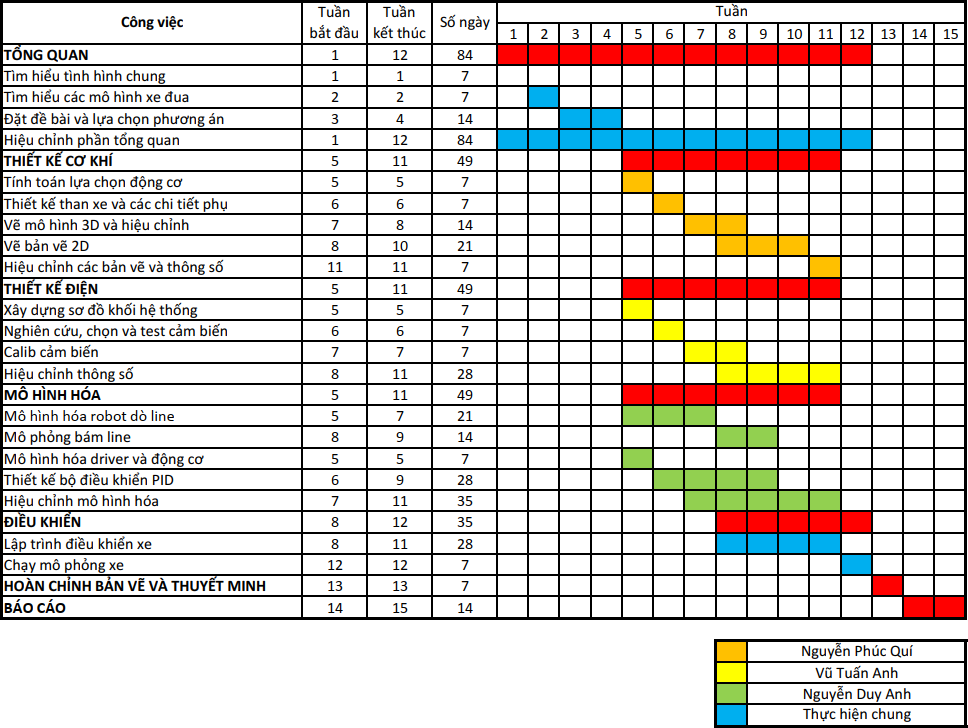 Công việc Tuần bắt đầu Tuần kết thúc Số ngày Tuần
1 2 3 4 5 6 7 8 9 10 11 12 13 14 15
TỔNG QUAN 1 12 84
Tìm hiểu tình hình chung 1 1 7
Tìm hiểu các mô hình xe đua 2 2 7
Đặt đề bài và lựa chọn phương án 3 4 14
Hiệu chỉnh phần tổng quan 1 12 84
THIẾT KẾ CƠ KHÍ 5 11 49
Tính toán lựa chọn động cơ 5 5 7
Thiết kế than xe và các chi tiết phụ 6 6 7
Vẽ mô hình 3D và hiệu chỉnh 7 8 14
Vẽ bản vẽ 2D 8 10 21
Hiệu chỉnh các bản vẽ và thông số 11 11 7
THIẾT KẾ ĐIỆN 5 11 49
Xây dựng sơ đồ khối hệ thống 5 5 7
Nghiên cứu, chọn và test cảm biến 6 6 7
Calib cảm biến 7 7 7
Hiệu chỉnh thông số 8 11 28
MÔ HÌNH HÓA 5 11 49
Mô hình hóa robot dò line 5 7 21
Mô phỏng bám line 8 9 14
Mô hình hóa driver và động cơ 5 5 7
Thiết kế bộ điều khiển PID 6 9 28
Hiệu chỉnh mô hình hóa 7 11 35
ĐIỀU KHIỂN 8 12 35
Lập trình điều khiển xe 8 11 28
Chạy mô phỏng xe 12 12 7
HOÀN CHỈNH BẢN VẼ VÀ THUYẾT MINH 13 13 7
BÁO CÁO 14 15 14
Nguyễn Phúc Quí
Vũ Tuấn Anh
Nguyễn Duy Anh
Thực hiện chung